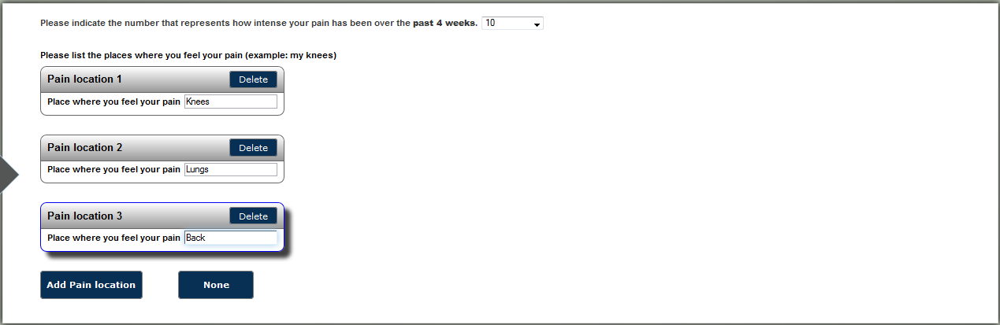 Please indicate the number that represents how intense your pain has been over the past 4 weeks. 10
Please list the places where you feel your pain (example: my knees)
Pain location 1 Delete
Place where you feel your pain Knees
Pain location 2 Delete
Place where you feel your pain Lungs
Pain location 3 Delete
Place where you feel your pain Back
Add Pain location None